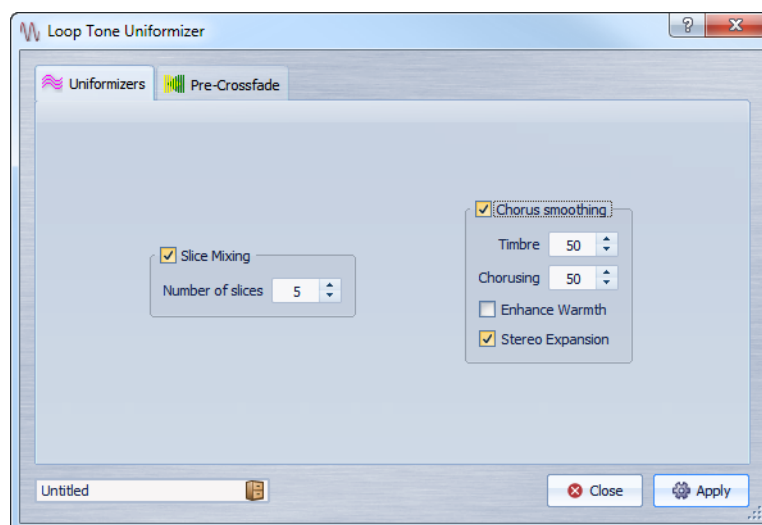 Loop Tone Uniformizer
Uniformizers
Pre-Crossfade
Slice Mixing
Number of slices 5
Chorus smoothing
Timbre 50
Chorusing 50
Enhance Warmth
Stereo Expansion
Untitled
Close
Apply